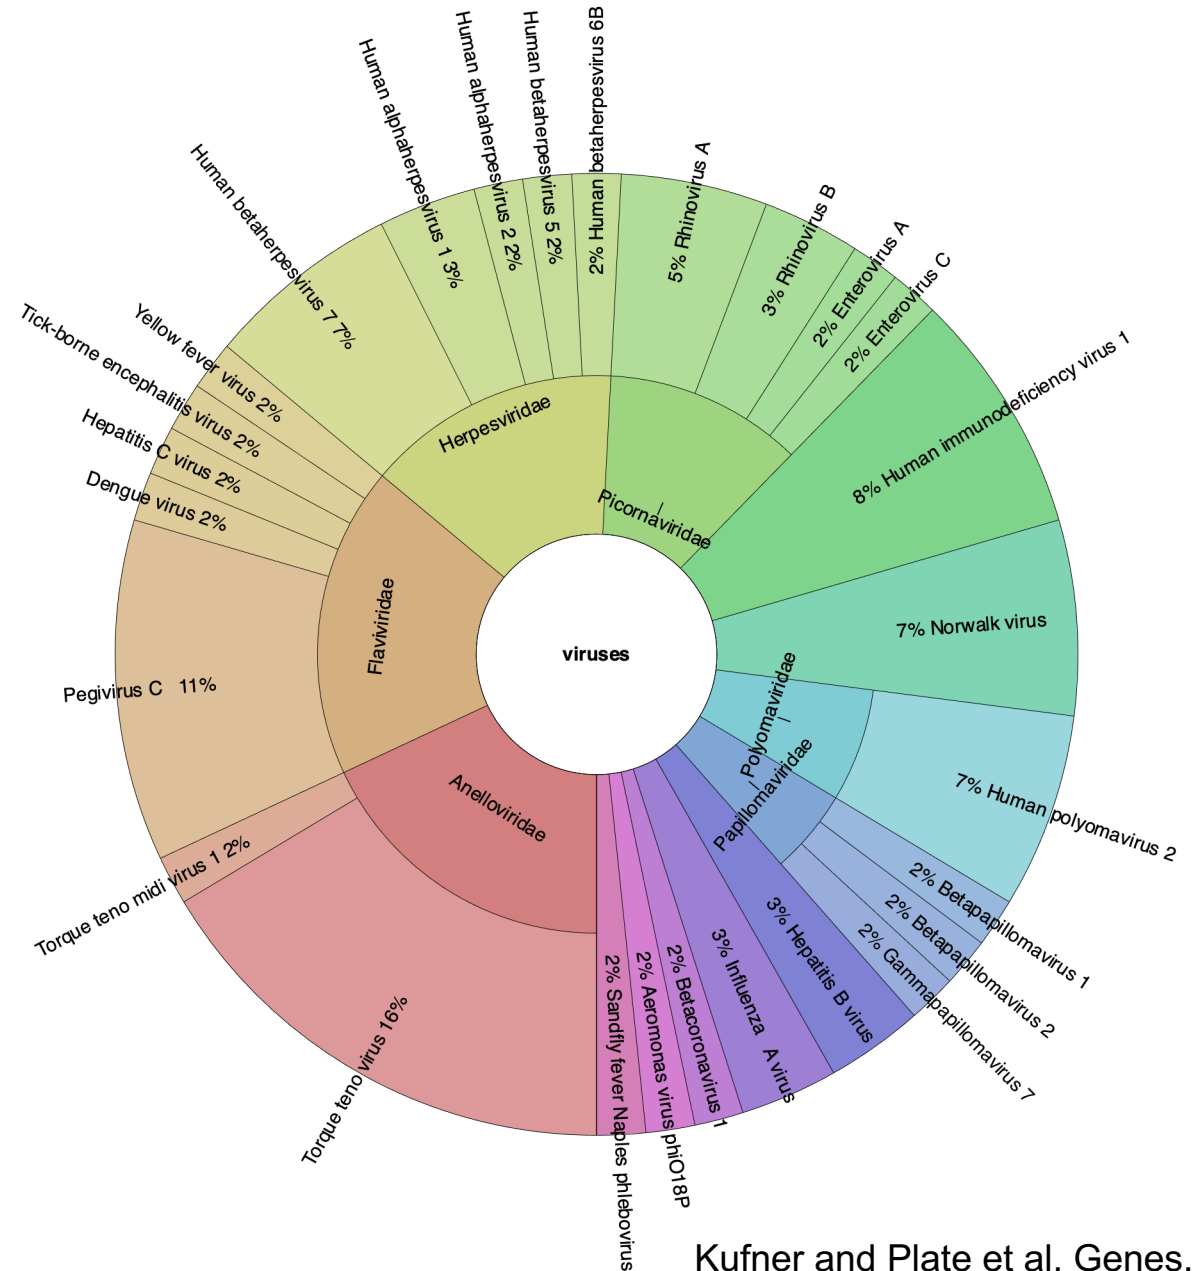 Human betaherpesvirus 6B 2%
Human betaherpesvirus 5 2%
Human alphaherpesvirus 2 2%
Human alphaherpesvirus 1 3%
Human betaherpesvirus 7 7%
Yellow fever virus 2%
Tick-borne encephalitis virus 2%
Hepatitis C virus 2%
Dengue virus 2%
Pegivirus C 11%
Torque teno midi virus 1 2%
Torque teno virus 16%
5% Rhinovirus A
3% Rhinovirus B
2% Enterovirus A
2% Enterovirus C
8% Human immunodeficiency virus 1
7% Norwalk virus
7% Human polyomavirus 2
2% Betapapillomavirus 1
2% Betapapillomavirus 2
2% Gammapapillomavirus 7
3% Hepatitis B virus
3% Influenza A virus
2% Betacoronavirus 1
2% Aeromonas virus phiO18P
2% Sandfly fever Naples phlebovirus
Herpesviridae
Picornaviridae
Flaviviridae
viruses
Polyomaviridae
Papillomaviridae
Anelloviridae
Kufner and Plate et al. Genes.